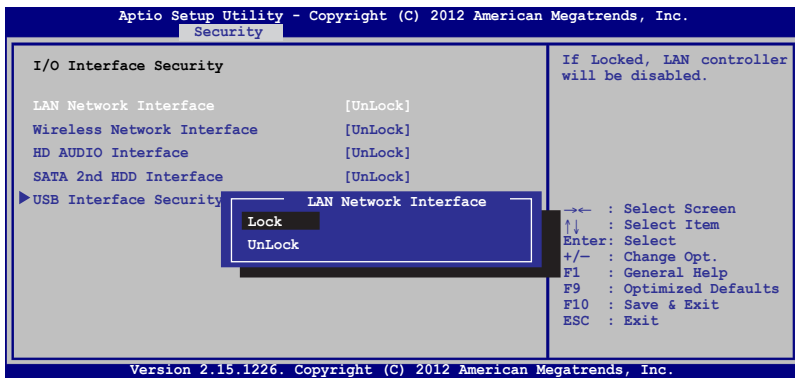 Aptio Setup Utility - Copyright (C) 2012 American Megatrends, Inc.
Security
I/O Interface Security
LAN Network Interface [UnLock]
Wireless Network Interface [UnLock]
HD AUDIO Interface [UnLock]
SATA 2nd HDD Interface [UnLock]
USB Interface Security
LAN Network Interface
Lock
UnLock
If Locked, LAN controller
will be disabled.
→← : Select Screen
↑↓ : Select Item
Enter: Select
+/— : Change Opt.
F1 : General Help
F9 : Optimized Defaults
F10 : Save & Exit
ESC : Exit
Version 2.15.1226. Copyright (C) 2012 American Megatrends, Inc.